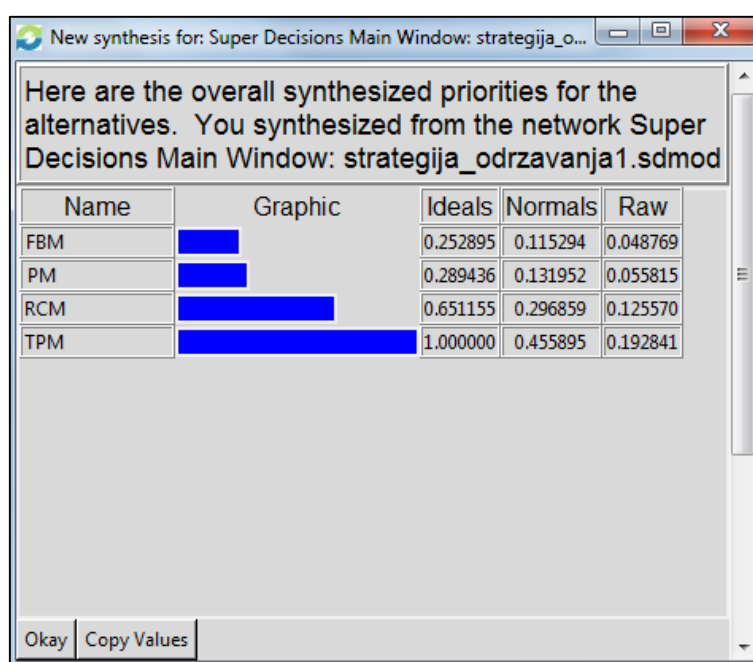 New synthesis for: Super Decisions Main Window: strategija_o...
Here are the overall synthesized priorities for the
alternatives. You synthesized from the network Super
Decisions Main Window: strategija_odrzavanja1.sdmod
Name Graphic Ideals Normals Raw
FBM 0.252895 0.115294 0.048769
PM 0.289436 0.131952 0.055815
RCM 0.651155 0.296859 0.125570
TPM 1.000000 0.455895 0.192841
Okay Copy Values